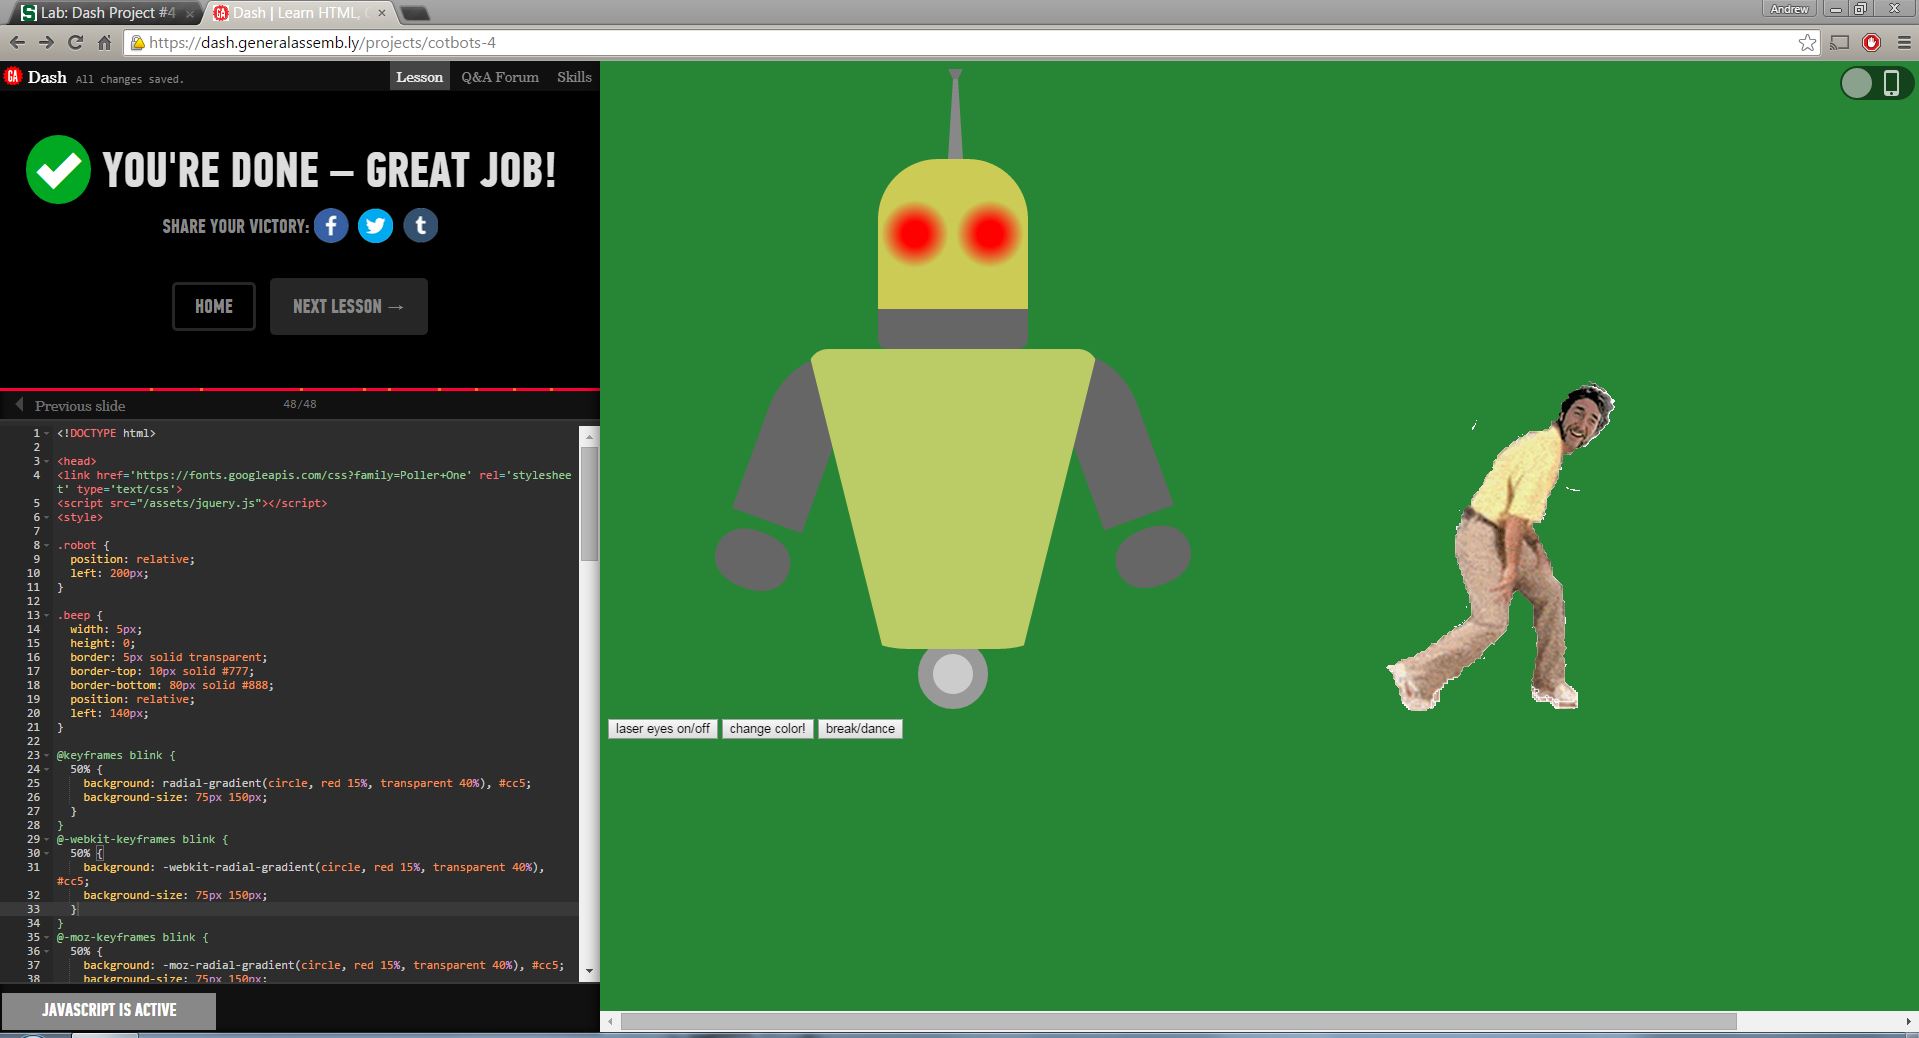 Lab: Dash Project #4
Dash | Learn HTML,
Andrew
https://dash.generalassemb.ly/projects/cotbots-4
GA Dash All changes saved.
Lesson Q&A Forum Skills
YOU'RE DONE – GREAT JOB!
SHARE YOUR VICTORY:
HOME NEXT LESSON →
Previous slide 48/48
1 <!DOCTYPE html>
2
3 <head>
4 <link href='https://fonts.googleapis.com/css?family=Poller+One' rel='styleshee
t' type='text/css'>
5 <script src="/assets/jquery.js"></script>
6 <style>
7
8 .robot {
9 position: relative;
10 left: 200px;
11 }
12
13 .beep {
14 width: 5px;
15 height: 0;
16 border: 5px solid transparent;
17 border-top: 10px solid #777;
18 border-bottom: 80px solid #888;
19 position: relative;
20 left: 140px;
21 }
22
23 @keyframes blink {
24 50% {
25 background: radial-gradient(circle, red 15%, transparent 40%), #cc5;
26 background-size: 75px 150px;
27 }
28 }
29 @-webkit-keyframes blink {
30 50% {
31 background: -webkit-radial-gradient(circle, red 15%, transparent 40%),
#cc5;
32 background-size: 75px 150px;
33 }
34 }
35 @-moz-keyframes blink {
36 50% {
37 background: -moz-radial-gradient(circle, red 15%, transparent 40%), #cc5;
38 background-size: 75px 150px;
JAVASCRIPT IS ACTIVE
laser eyes on/off change color! break/dance